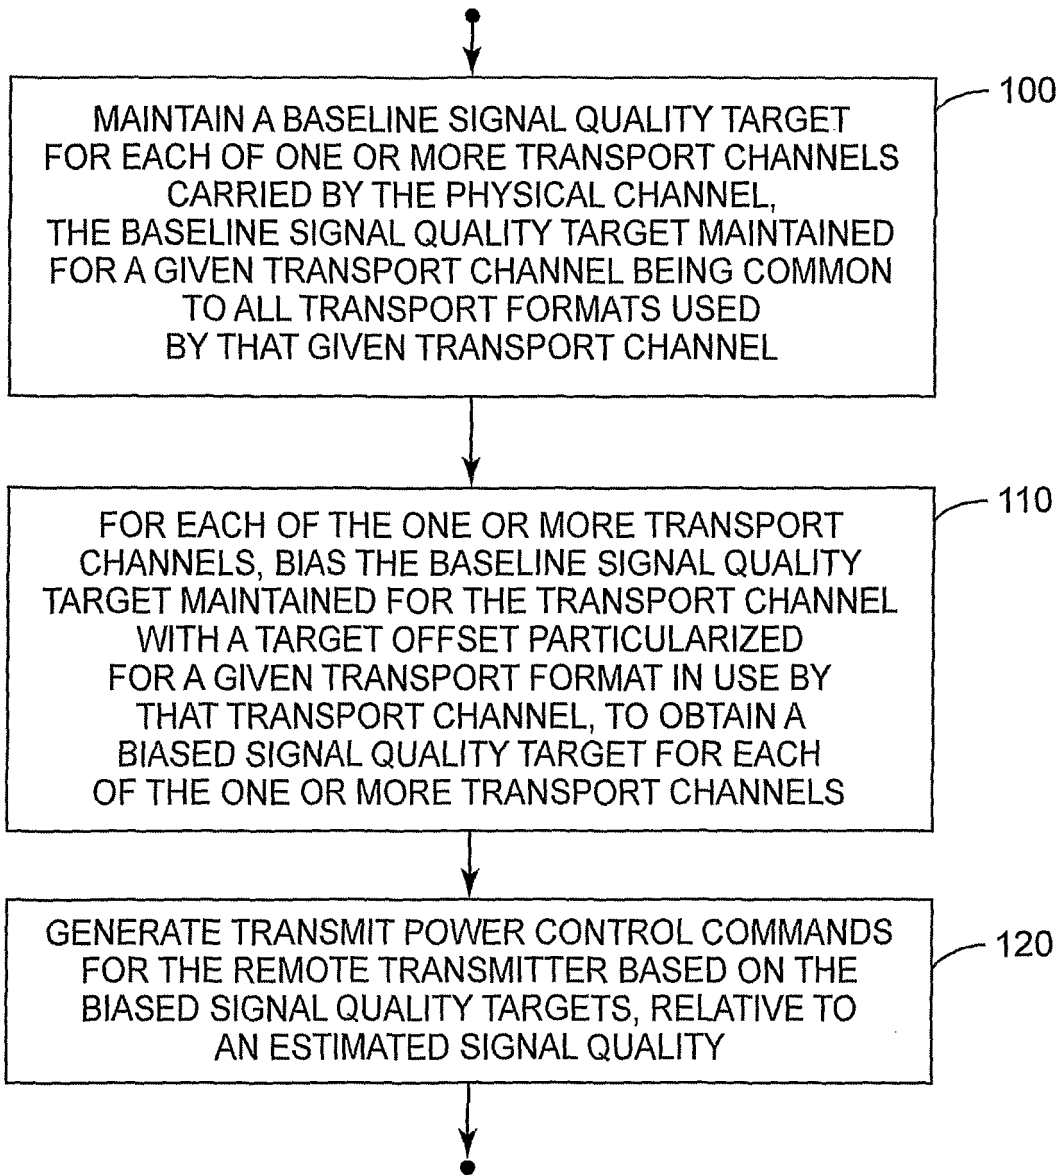 MAINTAIN A BASELINE SIGNAL QUALITY TARGET
FOR EACH OF ONE OR MORE TRANSPORT CHANNELS
CARRIED BY THE PHYSICAL CHANNEL,
THE BASELINE SIGNAL QUALITY TARGET MAINTAINED
FOR A GIVEN TRANSPORT CHANNEL BEING COMMON
TO ALL TRANSPORT FORMATS USED
BY THAT GIVEN TRANSPORT CHANNEL
100
FOR EACH OF THE ONE OR MORE TRANSPORT
CHANNELS, BIAS THE BASELINE SIGNAL QUALITY
TARGET MAINTAINED FOR THE TRANSPORT CHANNEL
WITH A TARGET OFFSET PARTICULARIZED
FOR A GIVEN TRANSPORT FORMAT IN USE BY
THAT TRANSPORT CHANNEL, TO OBTAIN A
BIASED SIGNAL QUALITY TARGET FOR EACH
OF THE ONE OR MORE TRANSPORT CHANNELS
110
GENERATE TRANSMIT POWER CONTROL COMMANDS
FOR THE REMOTE TRANSMITTER BASED ON THE
BIASED SIGNAL QUALITY TARGETS, RELATIVE TO
AN ESTIMATED SIGNAL QUALITY
120